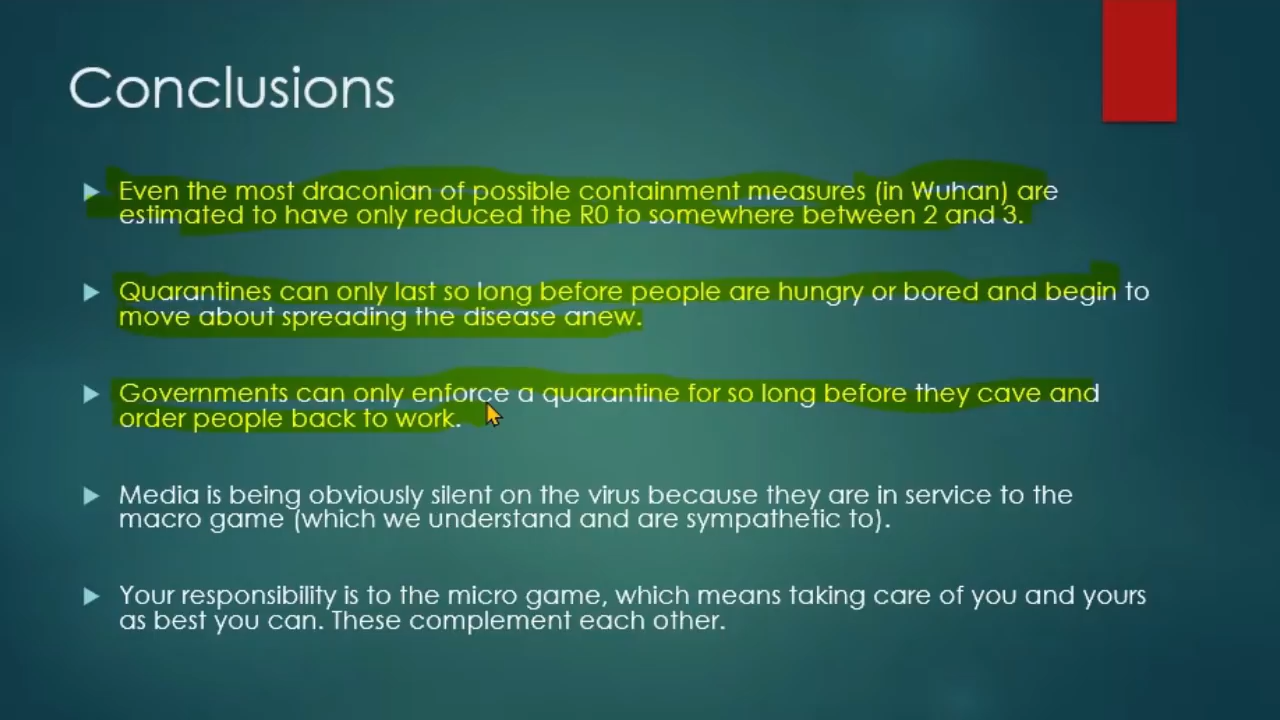 Conclusions
Even the most draconian of possible containment measures (in Wuhan) are
estimated to have only reduced the R0 to somewhere between 2 and 3.
Quarantines can only last so long before people are hungry or bored and begin to
move about spreading the disease anew.
Governments can only enforce a quarantine for so long before they cave and
order people back to work.
Media is being obviously silent on the virus because they are in service to the
macro game (which we understand and are sympathetic to).
Your responsibility is to the micro game, which means taking care of you and yours
as best you can. These complement each other.